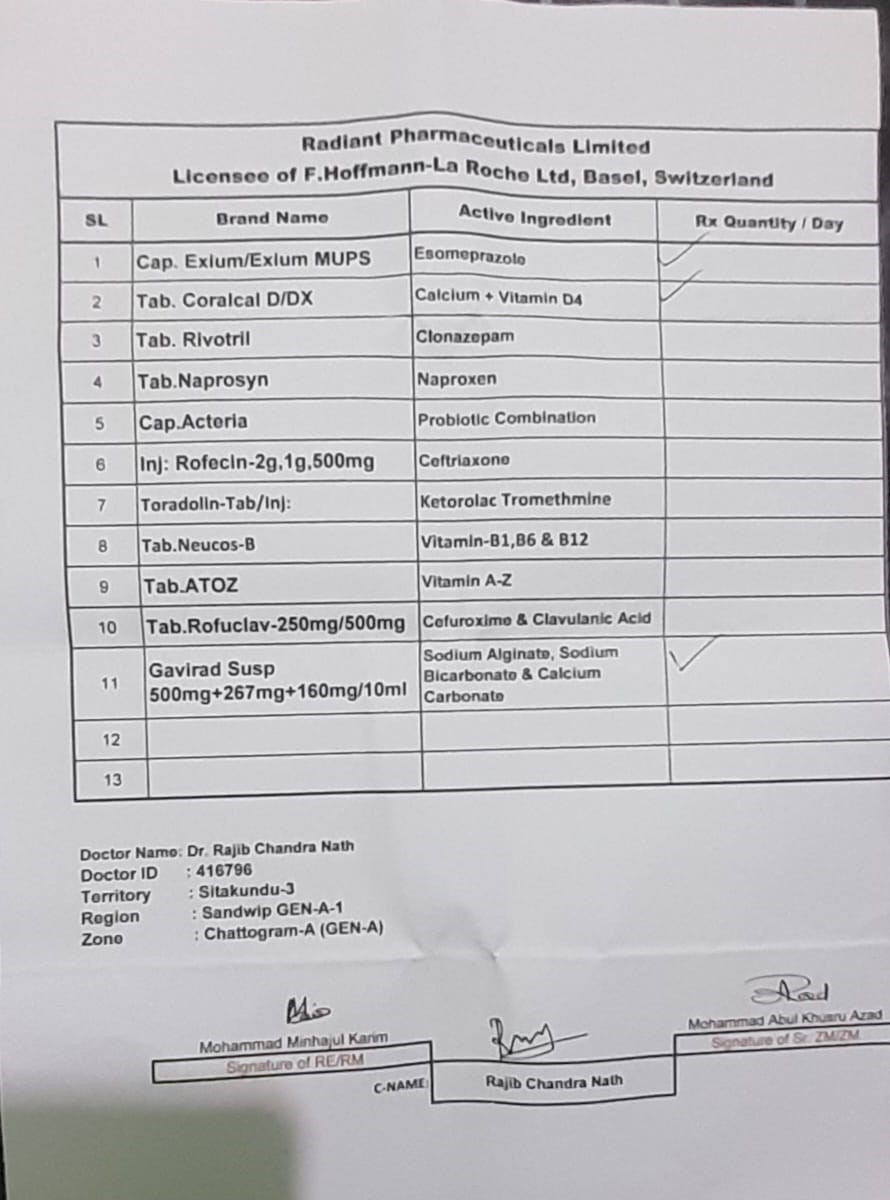 Radiant Pharmaceuticals Limited
Licensee of F.Hoffmann-La Roche Ltd, Basel, Switzerland
SL Brand Name Active Ingredient Rx Quantity / Day
1 Cap. Exium/Exium MUPS Esomeprazole ✓
2 Tab. Coralcal D/DX Calcium + Vitamin D4 ✓
3 Tab. Rivotril Clonazepam
4 Tab.Naprosyn Naproxen
5 Cap.Acteria Probiotic Combination
6 Inj: Rofecin-2g,1g,500mg Ceftriaxone
7 Toradolin-Tab/Inj: Ketorolac Tromethmine
8 Tab.Neucos-B Vitamin-B1,B6 & B12
9 Tab.ATOZ Vitamin A-Z
10 Tab.Rofuclav-250mg/500mg Cefuroxime & Clavulanic Acid
11 Gavirad Susp
500mg+267mg+160mg/10ml Sodium Alginate, Sodium
Bicarbonate & Calcium
Carbonate ✓
12
13
Doctor Name: Dr. Rajib Chandra Nath
Doctor ID : 416796
Territory : Sitakundu-3
Region : Sandwip GEN-A-1
Zone : Chattogram-A (GEN-A)
Azad
Mohammad Minhajul Karim
Signature of RE/RM
Mohammad Abul Khusru Azad
Signature of Sr. ZM/ZM
C-NAME: Rajib Chandra Nath